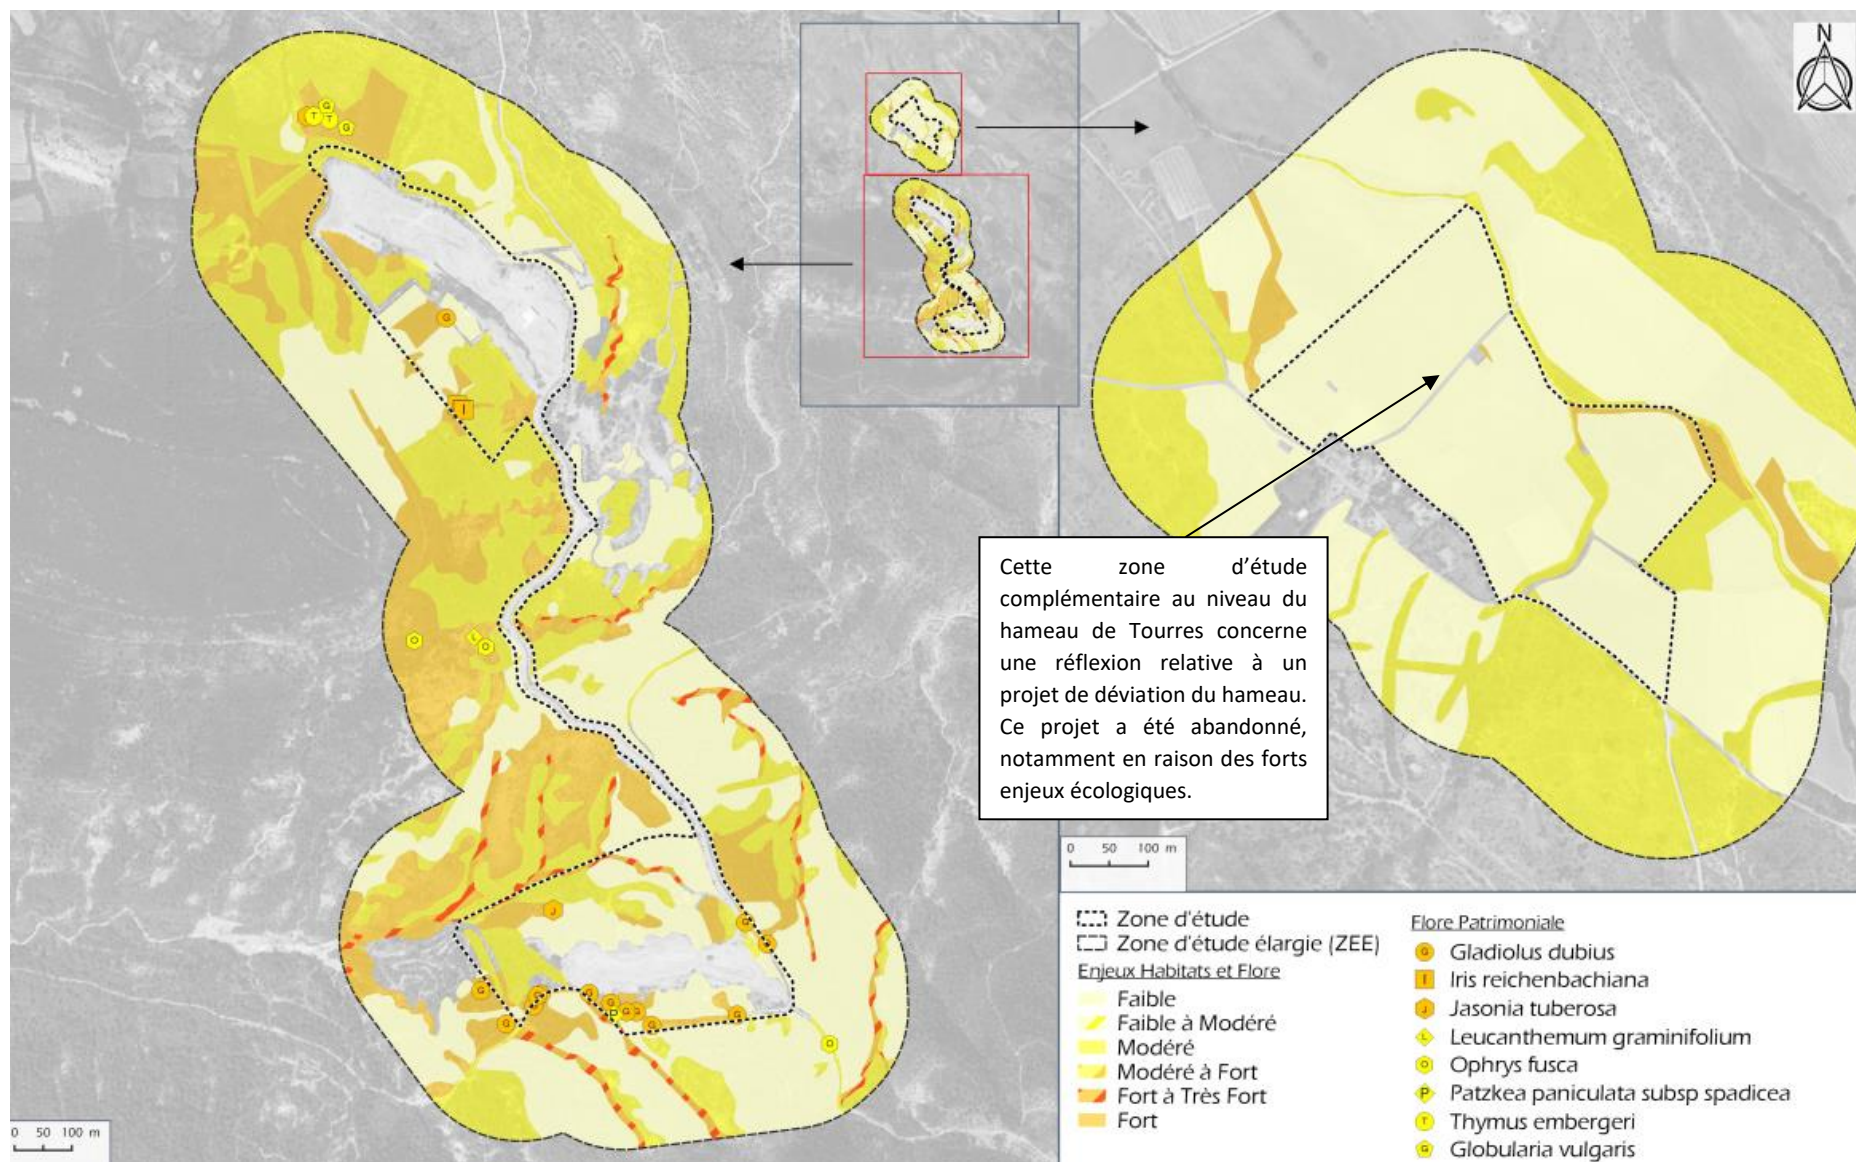 N
Cette zone d'étude
complémentaire au niveau du
hameau de Tourres concerne
une réflexion relative à un
projet de déviation du hameau.
Ce projet a été abandonné,
notamment en raison des forts
enjeux écologiques.
0 50 100 m
0 50 100 m
Zone d'étude
Zone d'étude élargie (ZEE)
Enjeux Habitats et Flore
Faible
Faible à Modéré
Modéré
Modéré à Fort
Fort à Très Fort
Fort
Flore Patrimoniale
G Gladiolus dubius
I Iris reichenbachiana
J Jasonia tuberosa
L Leucanthemum graminifolium
O Ophrys fusca
P Patzkea paniculata subsp spadicea
T Thymus embergeri
G Globularia vulgaris
G
T
T
G
G
I
O
L
O
J
G
G
G
G
G
G
G
P
G
G
G
G
O